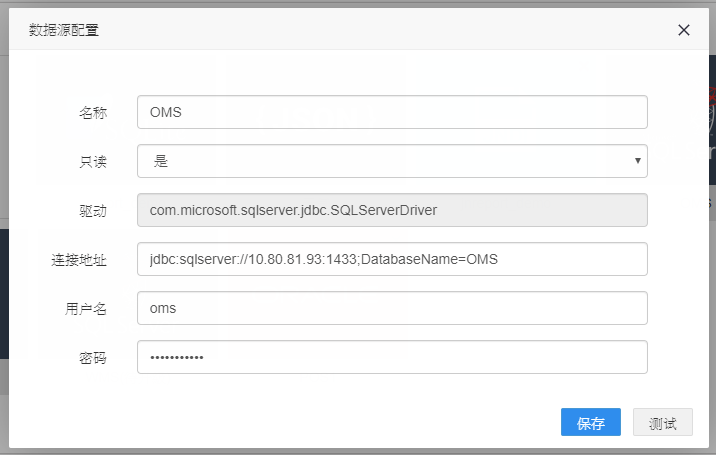 数据源配置
名称 OMS
只读 是
驱动 com.microsoft.sqlserver.jdbc.SQLServerDriver
连接地址 jdbc:sqlserver://10.80.81.93:1433;DatabaseName=OMS
用户名 oms
密码 •••••••••••
保存 测试